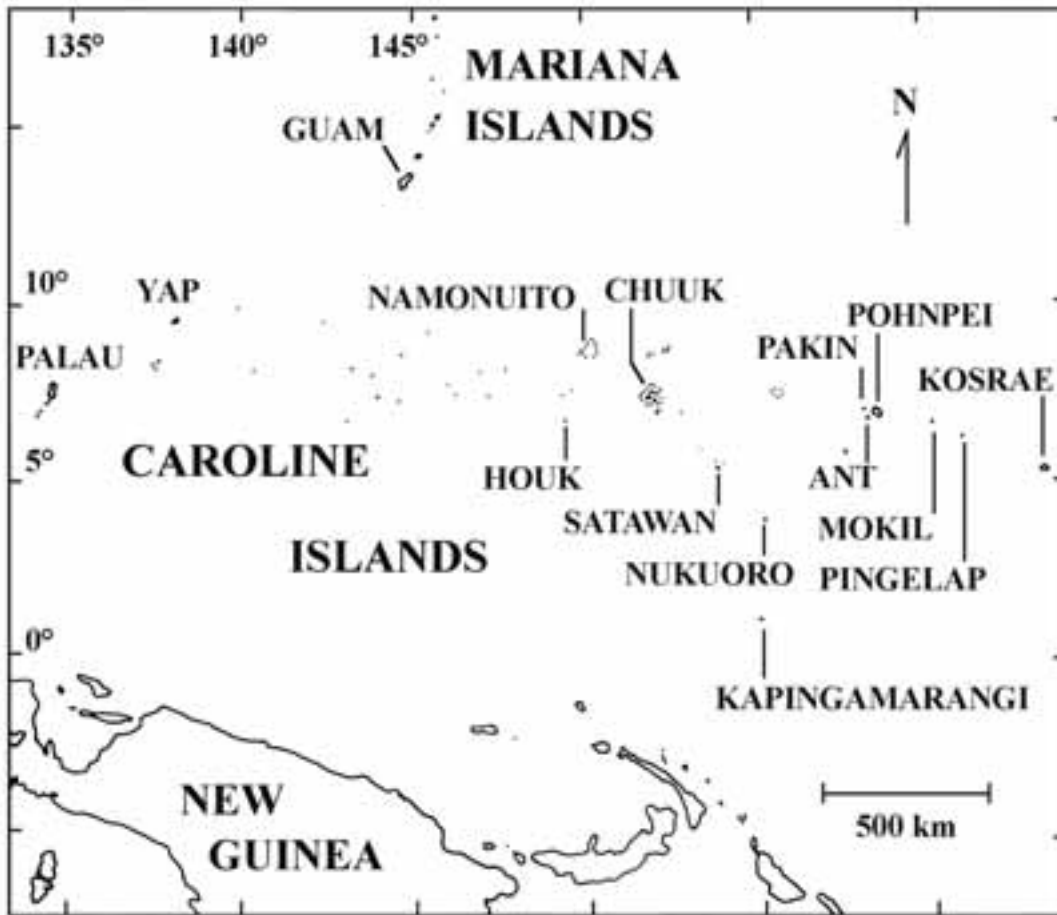 135°
140°
145°
MARIANA
ISLANDS
GUAM
N
10°
YAP
NAMONUITO
CHUUK
POHNPEI
PALAU
PAKIN
KOSRAE
CAROLINE
5°
HOUK
ANT
SATAWAN
MOKIL
ISLANDS
NUKUORO
PINGELAP
0°
KAPINGAMARANGI
NEW
GUINEA
500 km